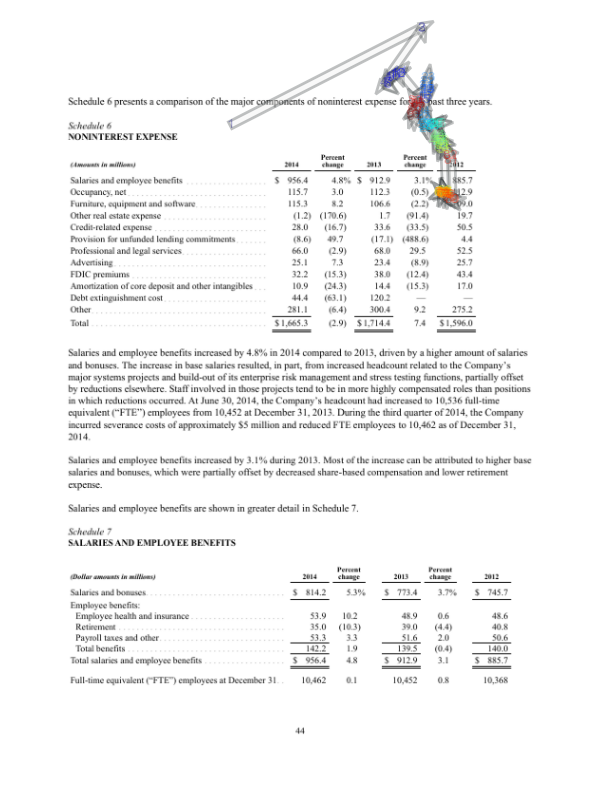 Schedule 6 presents a comparison of the major components of noninterest expense for past three years.
Schedule 6
NONINTEREST EXPENSE
(Amounts in millions) 2014 Percent change 2013 Percent change 2012
Salaries and employee benefits $ 956.4 4.8% $ 912.9 3.1% 885.7
Occupancy, net 115.7 3.0 112.3 (0.5)
Furniture, equipment and software 115.3 8.2 106.6 (2.2)
Other real estate expense (1.2) (170.6) 1.7 (91.4) 19.7
Credit-related expense 28.0 (16.7) 33.6 (33.5) 50.5
Provision for unfunded lending commitments (8.6) 49.7 (17.1) (488.6) 4.4
Professional and legal services 66.0 (2.9) 68.0 29.5 52.5
Advertising 25.1 7.3 23.4 (8.9) 25.7
FDIC premiums 32.2 (15.3) 38.0 (12.4) 43.4
Amortization of core deposit and other intangibles 10.9 (24.3) 14.4 (15.3) 17.0
Debt extinguishment cost 44.4 (63.1) 120.2 — —
Other 281.1 (6.4) 300.4 9.2 275.2
Total $1,665.3 (2.9) $1,714.4 7.4 $1,596.0
Salaries and employee benefits increased by 4.8% in 2014 compared to 2013, driven by a higher amount of salaries
and bonuses. The increase in base salaries resulted, in part, from increased headcount related to the Company's
major systems projects and build-out of its enterprise risk management and stress testing functions, partially offset
by reductions elsewhere. Staff involved in those projects tend to be in more highly compensated roles than positions
in which reductions occurred. At June 30, 2014, the Company's headcount had increased to 10,536 full-time
equivalent ("FTE") employees from 10,452 at December 31, 2013. During the third quarter of 2014, the Company
incurred severance costs of approximately $5 million and reduced FTE employees to 10,462 as of December 31,
2014.
Salaries and employee benefits increased by 3.1% during 2013. Most of the increase can be attributed to higher base
salaries and bonuses, which were partially offset by decreased share-based compensation and lower retirement
expense.
Salaries and employee benefits are shown in greater detail in Schedule 7.
Schedule 7
SALARIES AND EMPLOYEE BENEFITS
(Dollar amounts in millions) 2014 Percent change 2013 Percent change 2012
Salaries and bonuses $ 814.2 5.3% $ 773.4 3.7% $ 745.7
Employee benefits:
Employee health and insurance 53.9 10.2 48.9 0.6 48.6
Retirement 35.0 (10.3) 39.0 (4.4) 40.8
Payroll taxes and other 53.3 3.3 51.6 2.0 50.6
Total benefits 142.2 1.9 139.5 (0.4) 140.0
Total salaries and employee benefits $ 956.4 4.8 $ 912.9 3.1 $ 885.7
Full-time equivalent ("FTE") employees at December 31 10,462 0.1 10,452 0.8 10,368
44